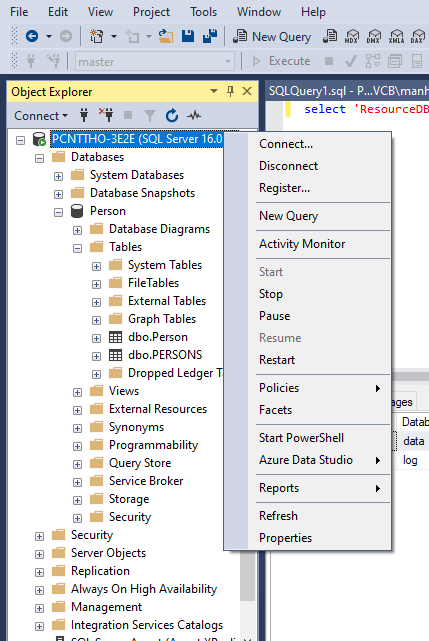 File Edit View Project Tools Window Help
New Query MDX DMX XMLA DAX
master Execute
Object Explorer
Connect
PCNTTHO-3E2E (SQL Server 16.0
Databases
System Databases
Database Snapshots
Person
Database Diagrams
Tables
System Tables
FileTables
External Tables
Graph Tables
dbo.Person
dbo.PERSONS
Dropped Ledger T
Views
External Resources
Synonyms
Programmability
Query Store
Service Broker
Storage
Security
Security
Server Objects
Replication
Always On High Availability
Management
Integration Services Catalogs
Connect...
Disconnect
Register...
New Query
Activity Monitor
Start
Stop
Pause
Resume
Restart
Policies
Facets
Start PowerShell
Azure Data Studio
Reports
Refresh
Properties
SQLQuery1.sql - P...VCB\manh
select 'ResourceDB
ages
Datab
data
log